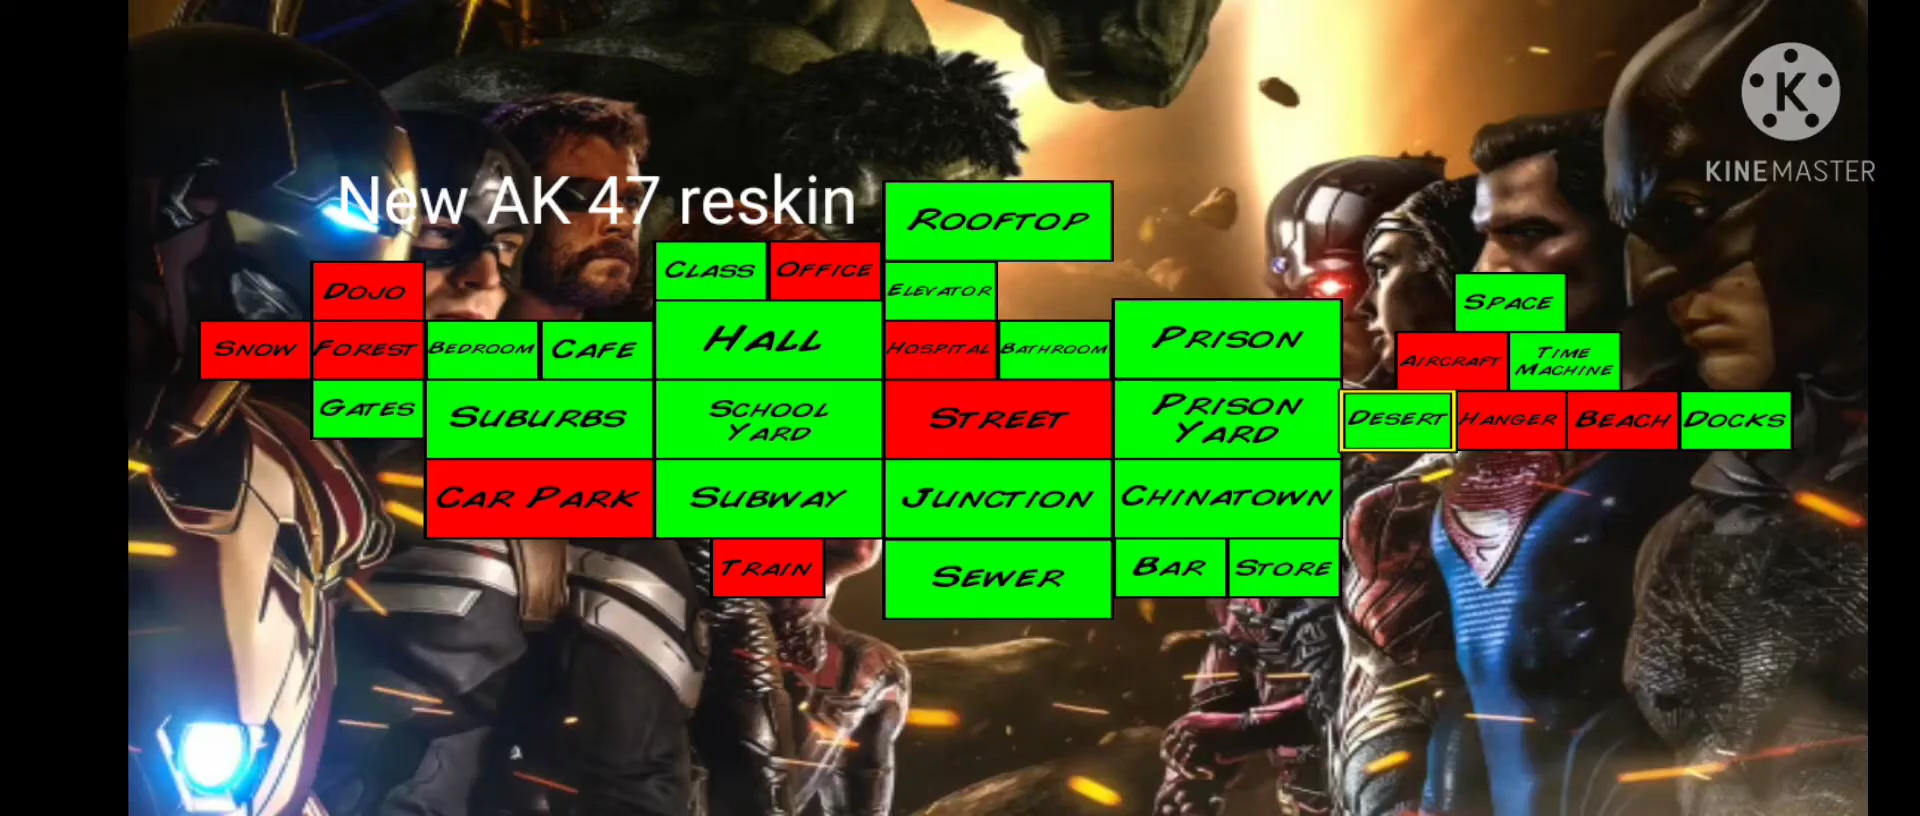 K
KINEMASTER
New AK 47 reskin
ROOFTOP
CLASS
OFFICE
ELEVATOR
DOJO
SPACE
SNOW
FOREST
BEDROOM
CAFE
HALL
HOSPITAL
BATHROOM
PRISON
AIRCRAFT
TIME
MACHINE
GATES
SUBURBS
SCHOOL
YARD
STREET
PRISON
YARD
DESERT
HANGER
BEACH
DOCKS
CAR PARK
SUBWAY
JUNCTION
CHINATOWN
TRAIN
SEWER
BAR
STORE